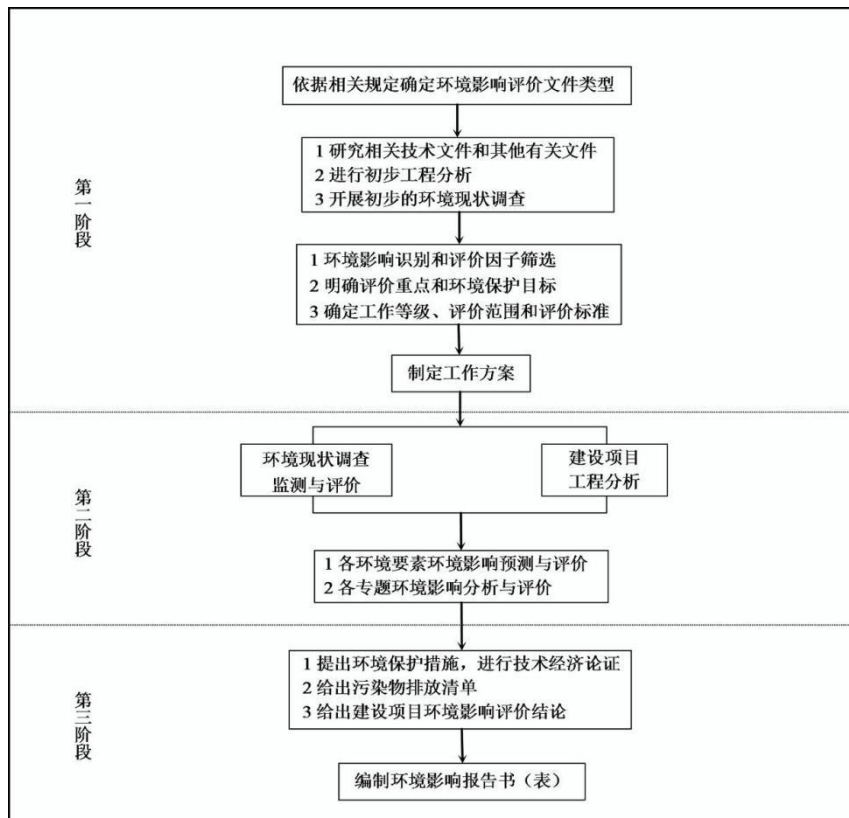 依据相关规定确定环境影响评价文件类型
1 研究相关技术文件和其他有关文件
2 进行初步工程分析
3 开展初步的环境现状调查
第一阶段
1 环境影响识别和评价因子筛选
2 明确评价重点和环境保护目标
3 确定工作等级、评价范围和评价标准
制定工作方案
环境现状调查
监测与评价
建设项目
工程分析
第二阶段
1 各环境要素环境影响预测与评价
2 各专题环境影响分析与评价
1 提出环境保护措施，进行技术经济论证
2 给出污染物排放清单
3 给出建设项目环境影响评价结论
第三阶段
编制环境影响报告书（表）